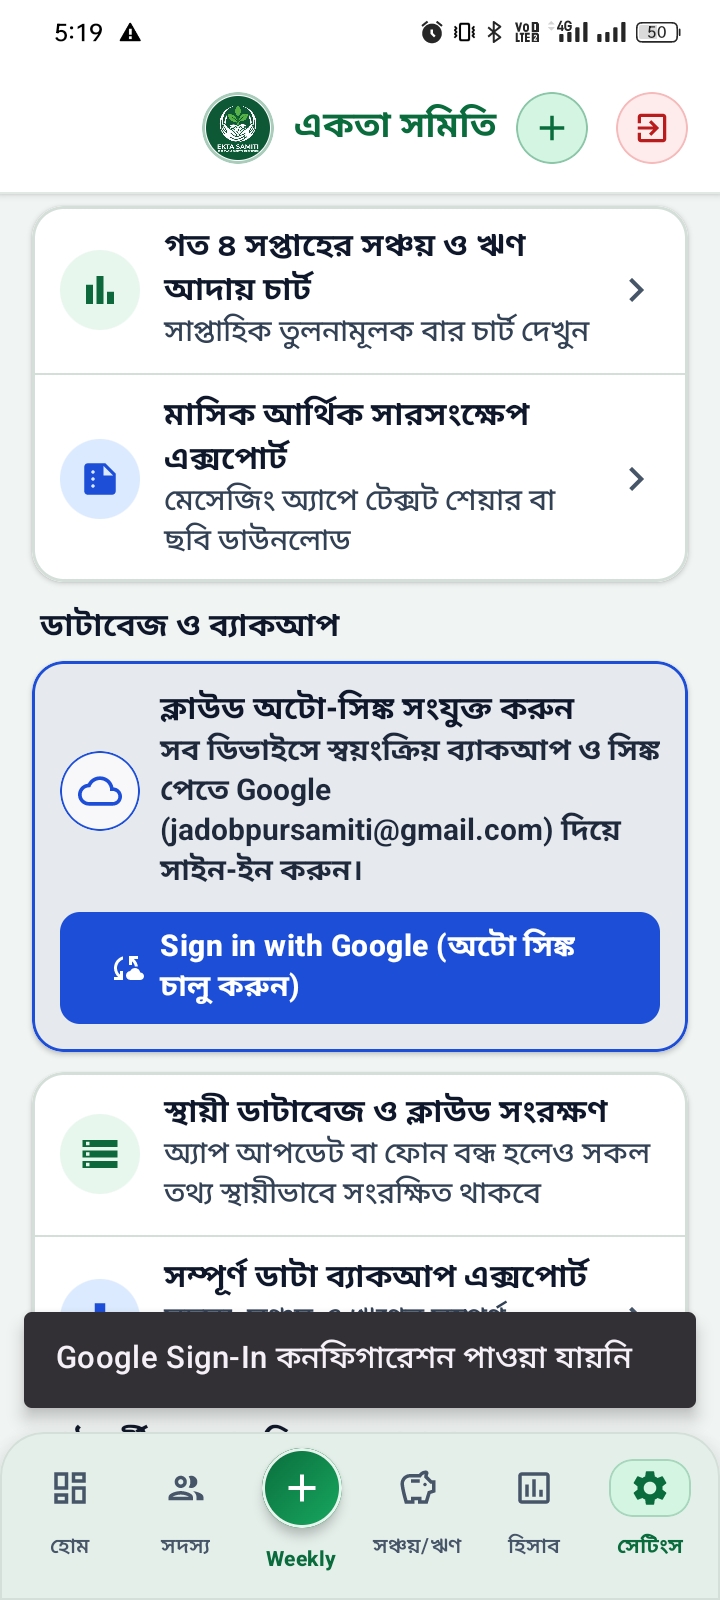 5:19
VoD LTE2 4G 50
EKTA SAMITI
একতা সমিতি
গত ৪ সপ্তাহের সঞ্চয় ও ঋণ
আদায় চার্ট
সাপ্তাহিক তুলনামূলক বার চার্ট দেখুন
মাসিক আর্থিক সারসংক্ষেপ
এক্সপোর্ট
মেসেজিং অ্যাপে টেক্সট শেয়ার বা
ছবি ডাউনলোড
ডাটাবেজ ও ব্যাকআপ
ক্লাউড অটো-সিঙ্ক সংযুক্ত করুন
সব ডিভাইসে স্বয়ংক্রিয় ব্যাকআপ ও সিঙ্ক
পেতে Google
(jadobpursamiti@gmail.com) দিয়ে
সাইন-ইন করুন।
Sign in with Google (অটো সিঙ্ক
চালু করুন)
স্থায়ী ডাটাবেজ ও ক্লাউড সংরক্ষণ
অ্যাপ আপডেট বা ফোন বন্ধ হলেও সকল
তথ্য স্থায়ীভাবে সংরক্ষিত থাকবে
সম্পূর্ণ ডাটা ব্যাকআপ এক্সপোর্ট
Google Sign-In কনফিগারেশন পাওয়া যায়নি
হোম
সদস্য
Weekly
সঞ্চয়/ঋণ
হিসাব
সেটিংস